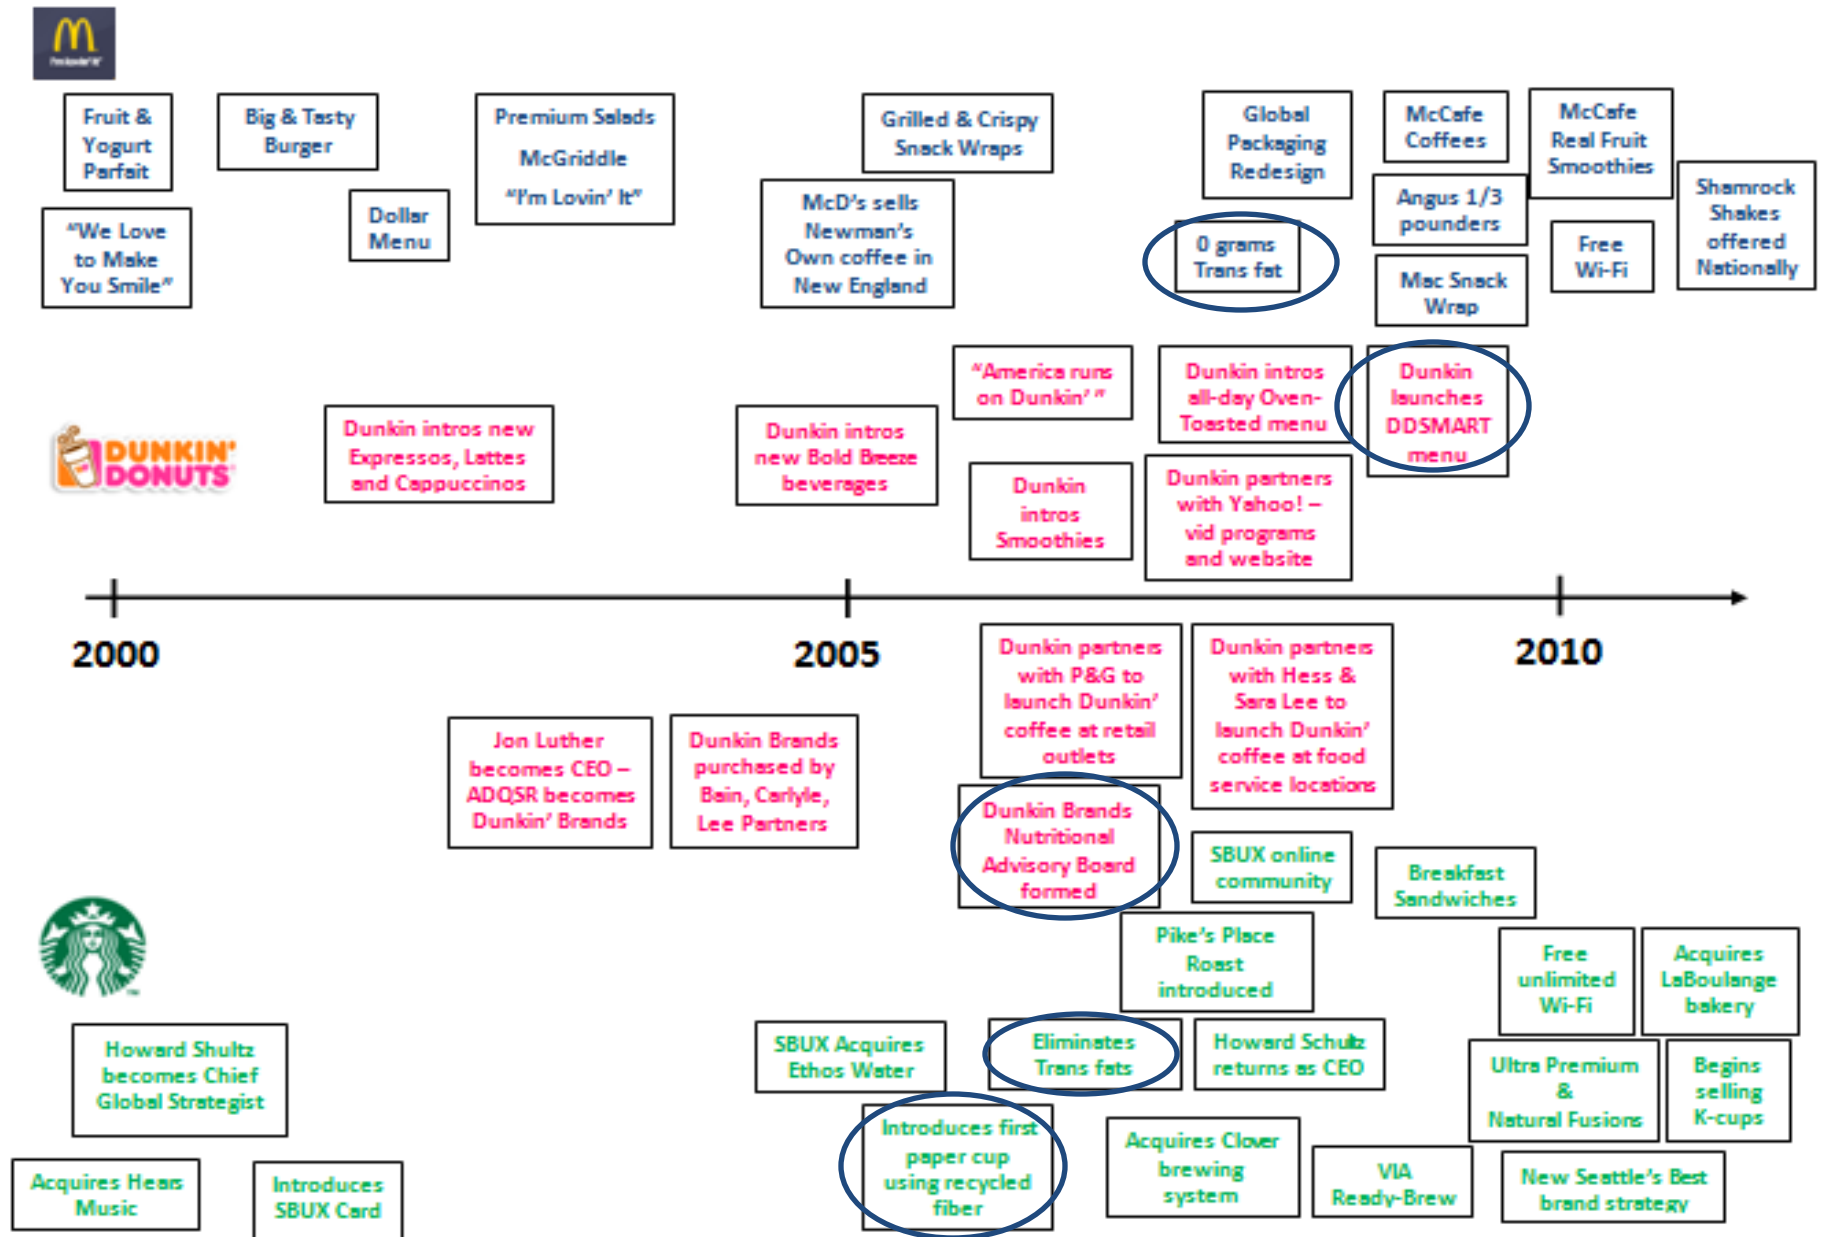 i'm lovin' it
Fruit &
Yogurt
Parfait
"We Love
to Make
You Smile"
Big & Tasty
Burger
Dollar
Menu
Premium Salads
McGriddle
"I'm Lovin' It"
Grilled & Crispy
Snack Wraps
McD's sells
Newman's
Own coffee in
New England
Global
Packaging
Redesign
0 grams
Trans fat
McCafe
Coffees
Angus 1/3
pounders
Mac Snack
Wrap
McCafe
Real Fruit
Smoothies
Free
Wi-Fi
Shamrock
Shakes
offered
Nationally
DUNKIN'
DONUTS
Dunkin intros new
Expressos, Lattes
and Cappuccinos
Dunkin intros
new Bold Breeze
beverages
"America runs
on Dunkin' "
Dunkin
intros
Smoothies
Dunkin intros
all-day Oven-
Toasted menu
Dunkin partners
with Yahoo! –
vid programs
and website
Dunkin
launches
DDSMART
menu
2000
2005
2010
Jon Luther
becomes CEO –
ADQSR becomes
Dunkin' Brands
Dunkin Brands
purchased by
Bain, Carlyle,
Lee Partners
Dunkin partners
with P&G to
launch Dunkin'
coffee at retail
outlets
Dunkin partners
with Hess &
Sara Lee to
launch Dunkin'
coffee at food
service locations
Dunkin Brands
Nutritional
Advisory Board
formed
SBUX online
community
Breakfast
Sandwiches
Pike's Place
Roast
introduced
Free
unlimited
Wi-Fi
Acquires
LaBoulange
bakery
TM
Howard Shultz
becomes Chief
Global Strategist
SBUX Acquires
Ethos Water
Eliminates
Trans fats
Howard Schultz
returns as CEO
Ultra Premium
&
Natural Fusions
Begins
selling
K-cups
Acquires Hears
Music
Introduces
SBUX Card
Introduces first
paper cup
using recycled
fiber
Acquires Clover
brewing
system
VIA
Ready-Brew
New Seattle's Best
brand strategy